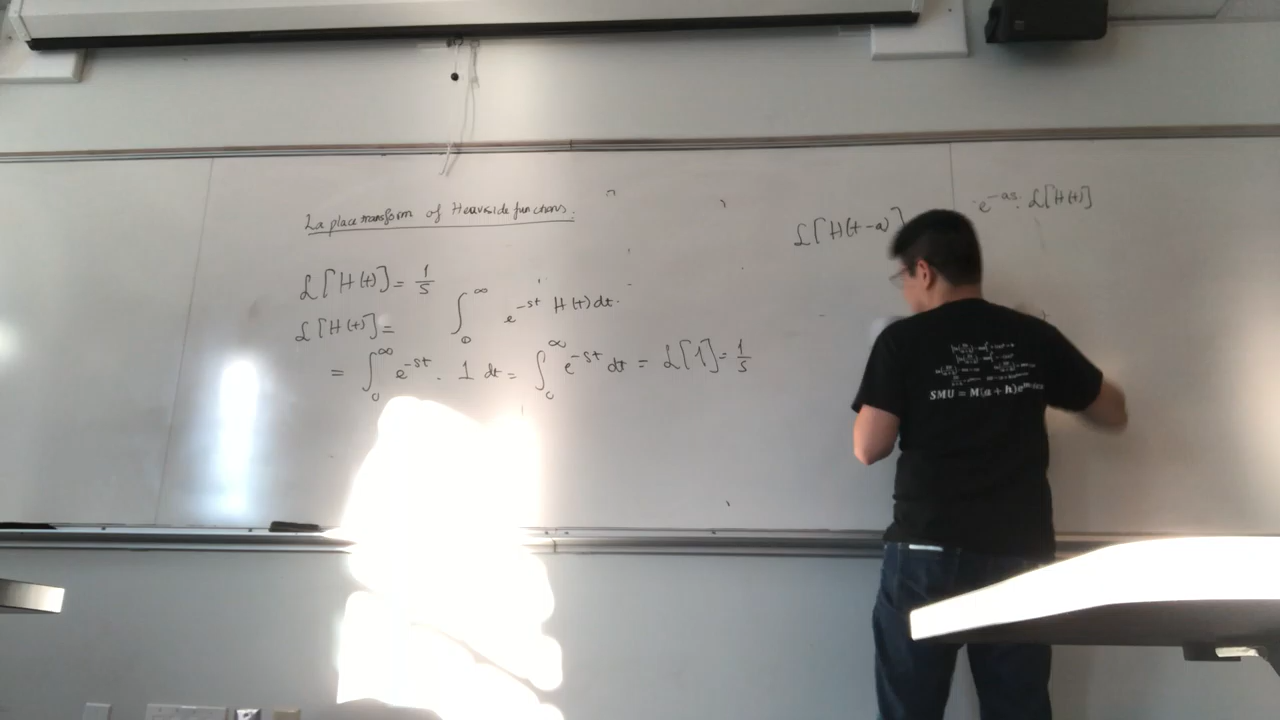 Laplace transform of Heaviside functions.
ℒ[H(t)] = 1/s
ℒ[H(t)] = ∫₀^∞ e^{-st} H(t) dt.
= ∫₀^∞ e^{-st} · 1 dt = ∫₀^∞ e^{-st} dt = ℒ[1] = 1/s
ℒ[H(t-a)]
e^{-as} · ℒ[H(t)]
SMU = M(a + h)e